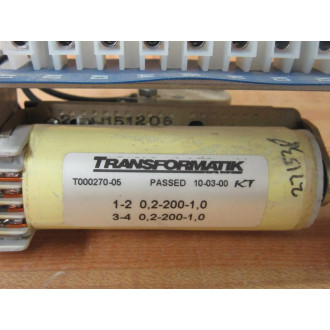 151206
TRANSFORMATIK
T000270-05 PASSED 10-03-00 KT
1-2 0,2-200-1,0
3-4 0,2-200-1,0